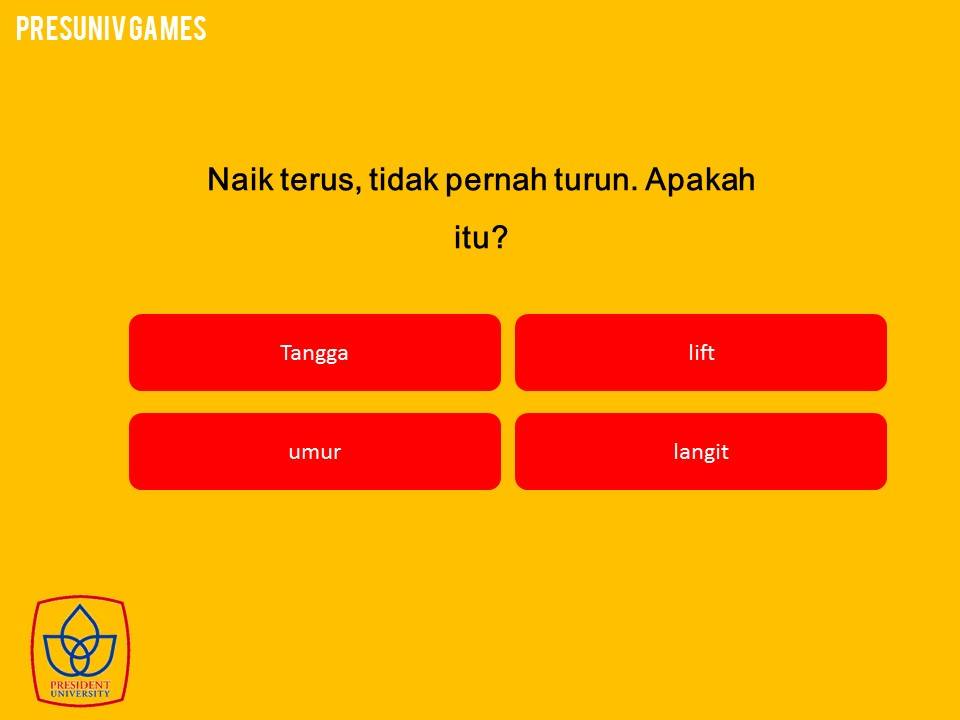 PRESUNIV GAMES
Naik terus, tidak pernah turun. Apakah
itu?
Tangga
lift
umur
langit
PRESIDENT
UNIVERSITY